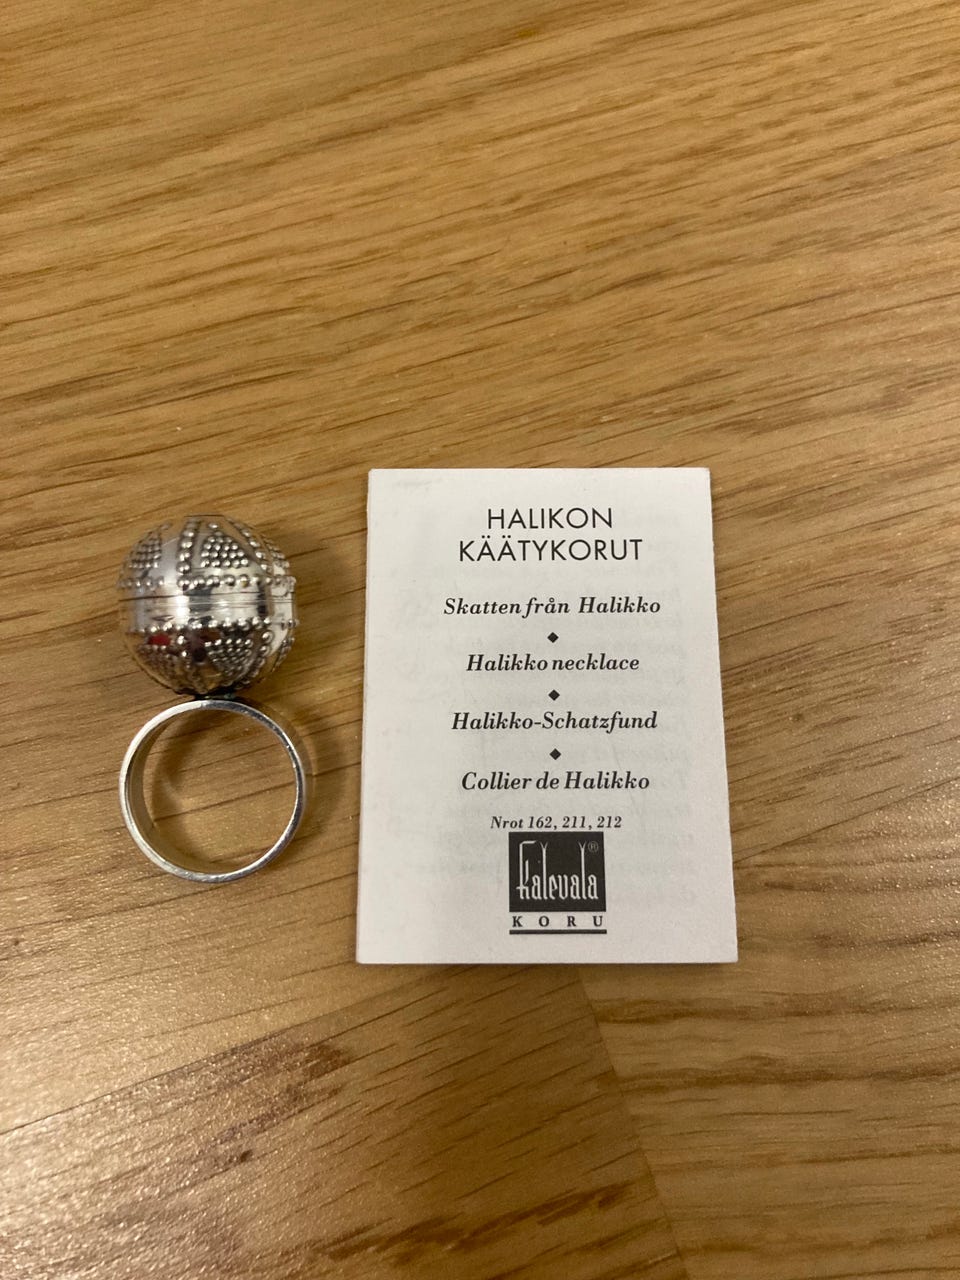 HALIKON
KÄÄTYKORUT
Skatten från Halikko
Halikko necklace
Halikko-Schatzfund
Collier de Halikko
Nrot 162, 211, 212
Kalevala ®
KORU